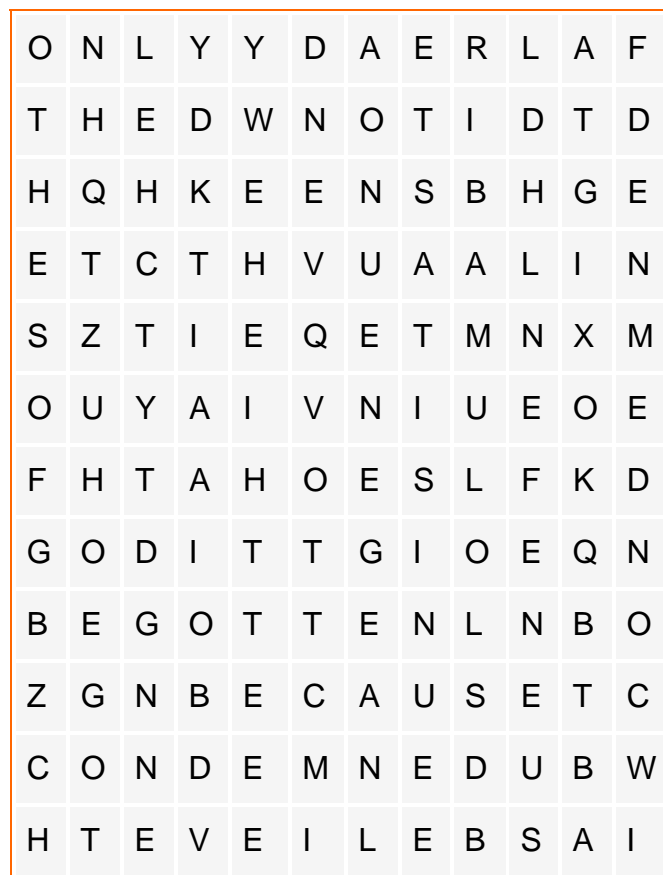 O N L Y Y D A E R L A F
T H E D W N O T I D T D
H Q H K E E N S B H G E
E T C T H V U A A L I N
S Z T I E Q E T M N X M
O U Y A I V N I U E O E
F H T A H O E S L F K D
G O D I T T G I O E Q N
B E G O T T E N L N B O
Z G N B E C A U S E T C
C O N D E M N E D U B W
H T E V E I L E B S A I